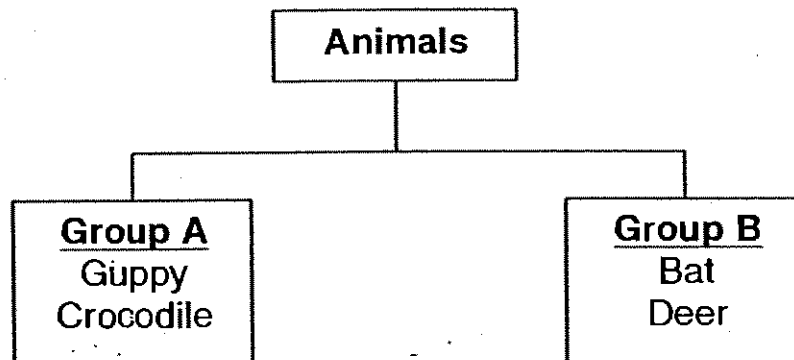 Animals
Group A
Guppy
Crocodile
Group B
Bat
Deer